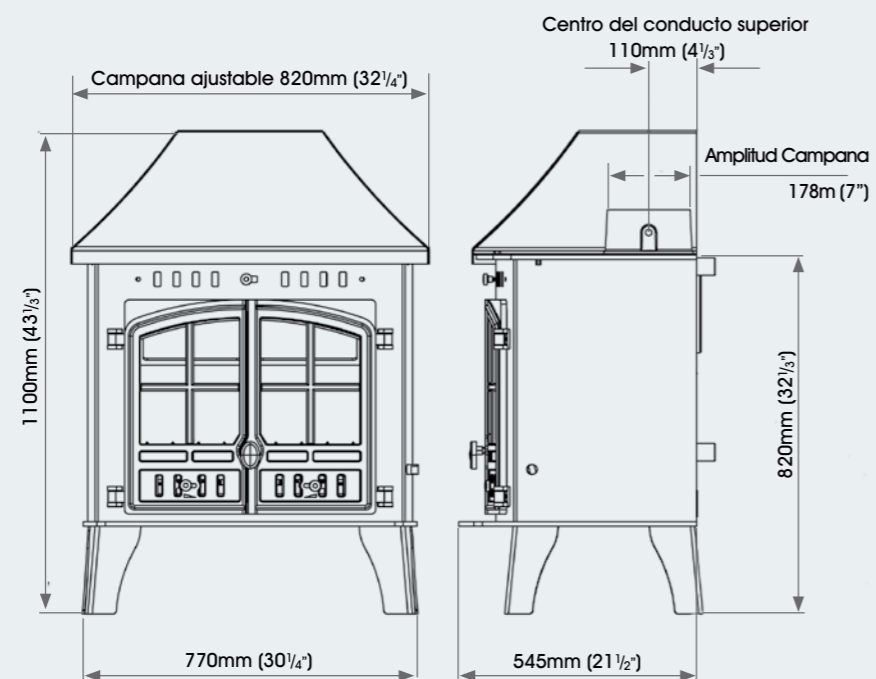 Centro del conducto superior
110mm (4⅓")
Campana ajustable 820mm (32¼")
Amplitud Campana
178m (7")
1100mm (43⅓")
820mm (32⅓")
770mm (30¼")
545mm (21½")